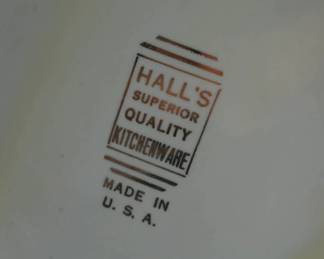 HALL'S
SUPERIOR
QUALITY
KITCHENWARE
MADE IN
U. S. A.